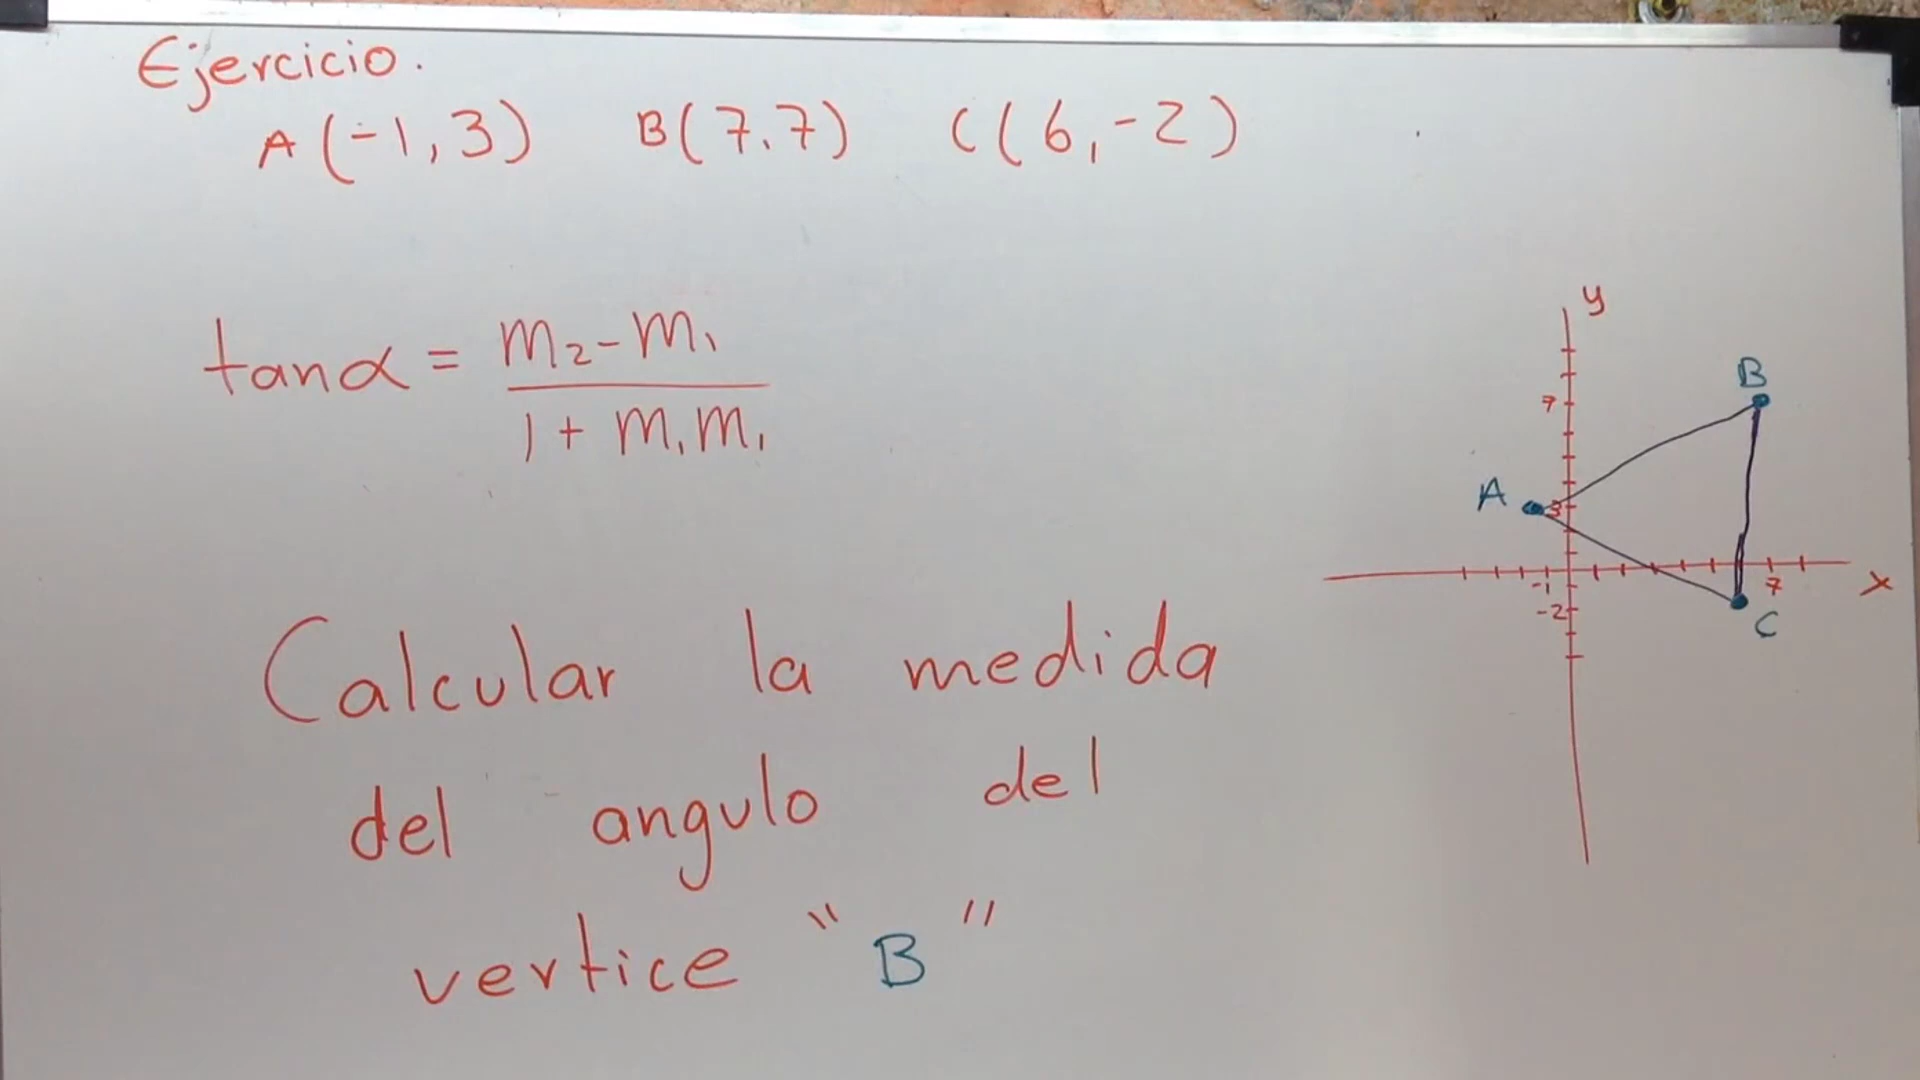 Ejercicio.
A(-1,3) B(7.7) C(6,-2)
tanα = m₂-m₁
1 + m₁m₁
y
B
7
A
3
-1
7
x
-2
C
Calcular la medida
del angulo del
vertice "B"